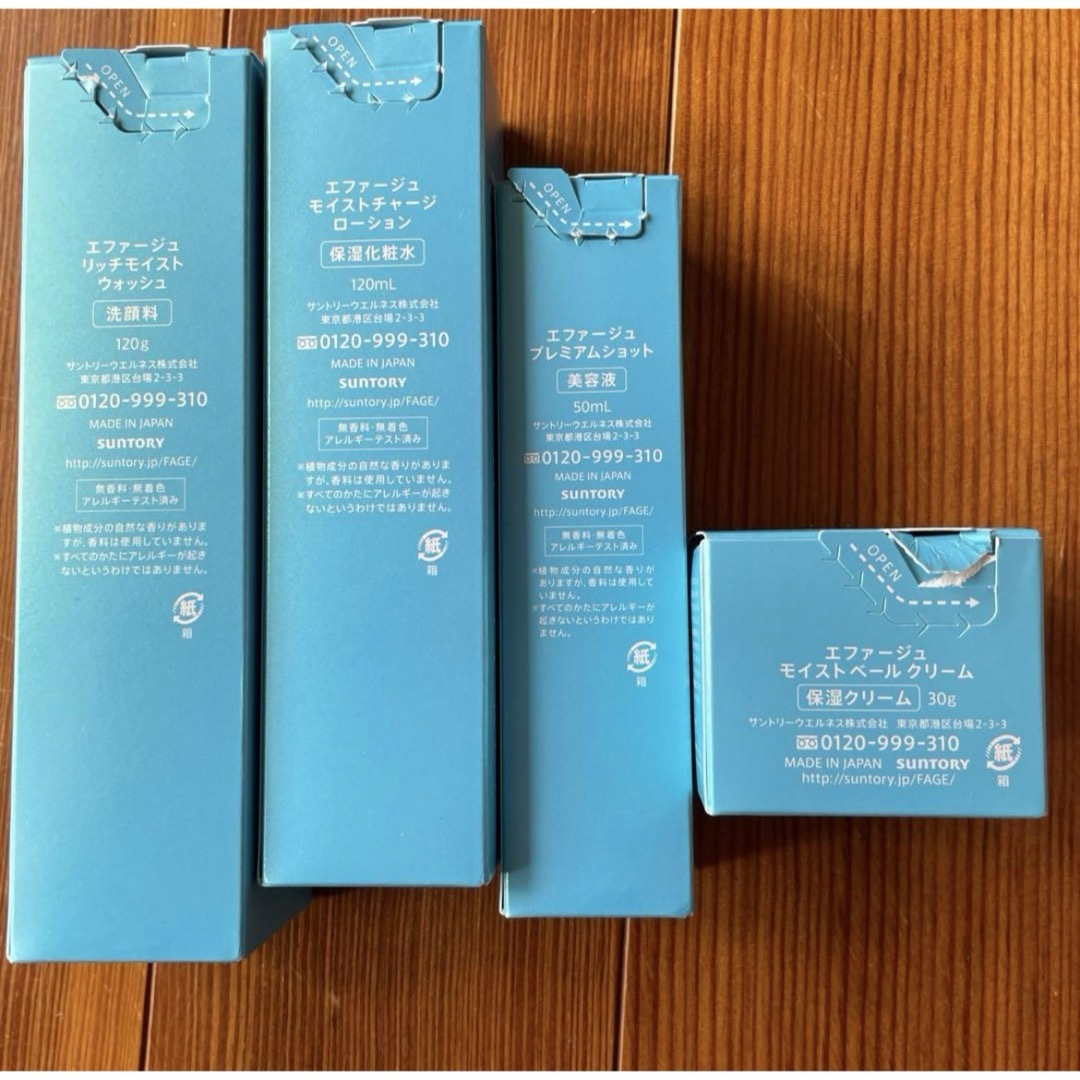 OPEN
エファージュ
リッチモイスト
ウォッシュ
洗顔料
120g
サントリーウエルネス株式会社
東京都港区台場2-3-3
0120-999-310
MADE IN JAPAN
SUNTORY
http://suntory.jp/FAGE/
無香料・無着色
アレルギーテスト済み
※植物成分の自然な香りがありま
すが、香料は使用していません。
※すべてのかたにアレルギーが起き
ないというわけではありません。
紙
箱
OPEN
エファージュ
モイストチャージ
ローション
保湿化粧水
120mL
サントリーウエルネス株式会社
東京都港区台場2-3-3
0120-999-310
MADE IN JAPAN
SUNTORY
http://suntory.jp/FAGE/
無香料・無着色
アレルギーテスト済み
※植物成分の自然な香りがありま
すが、香料は使用していません。
※すべてのかたにアレルギーが起き
ないというわけではありません。
紙
箱
OPEN
エファージュ
プレミアムショット
美容液
50mL
サントリーウエルネス株式会社
東京都港区台場2-3-3
0120-999-310
MADE IN JAPAN
SUNTORY
http://suntory.jp/FAGE/
無香料・無着色
アレルギーテスト済み
※植物成分の自然な香りが
ありますが、香料は使用して
いません。
※すべてのかたにアレルギーが
起きないというわけではあり
ません。
紙
箱
OPEN
エファージュ
モイストベール クリーム
保湿クリーム 30g
サントリーウエルネス株式会社 東京都港区台場2-3-3
0120-999-310
MADE IN JAPAN SUNTORY
http://suntory.jp/FAGE/
紙
箱